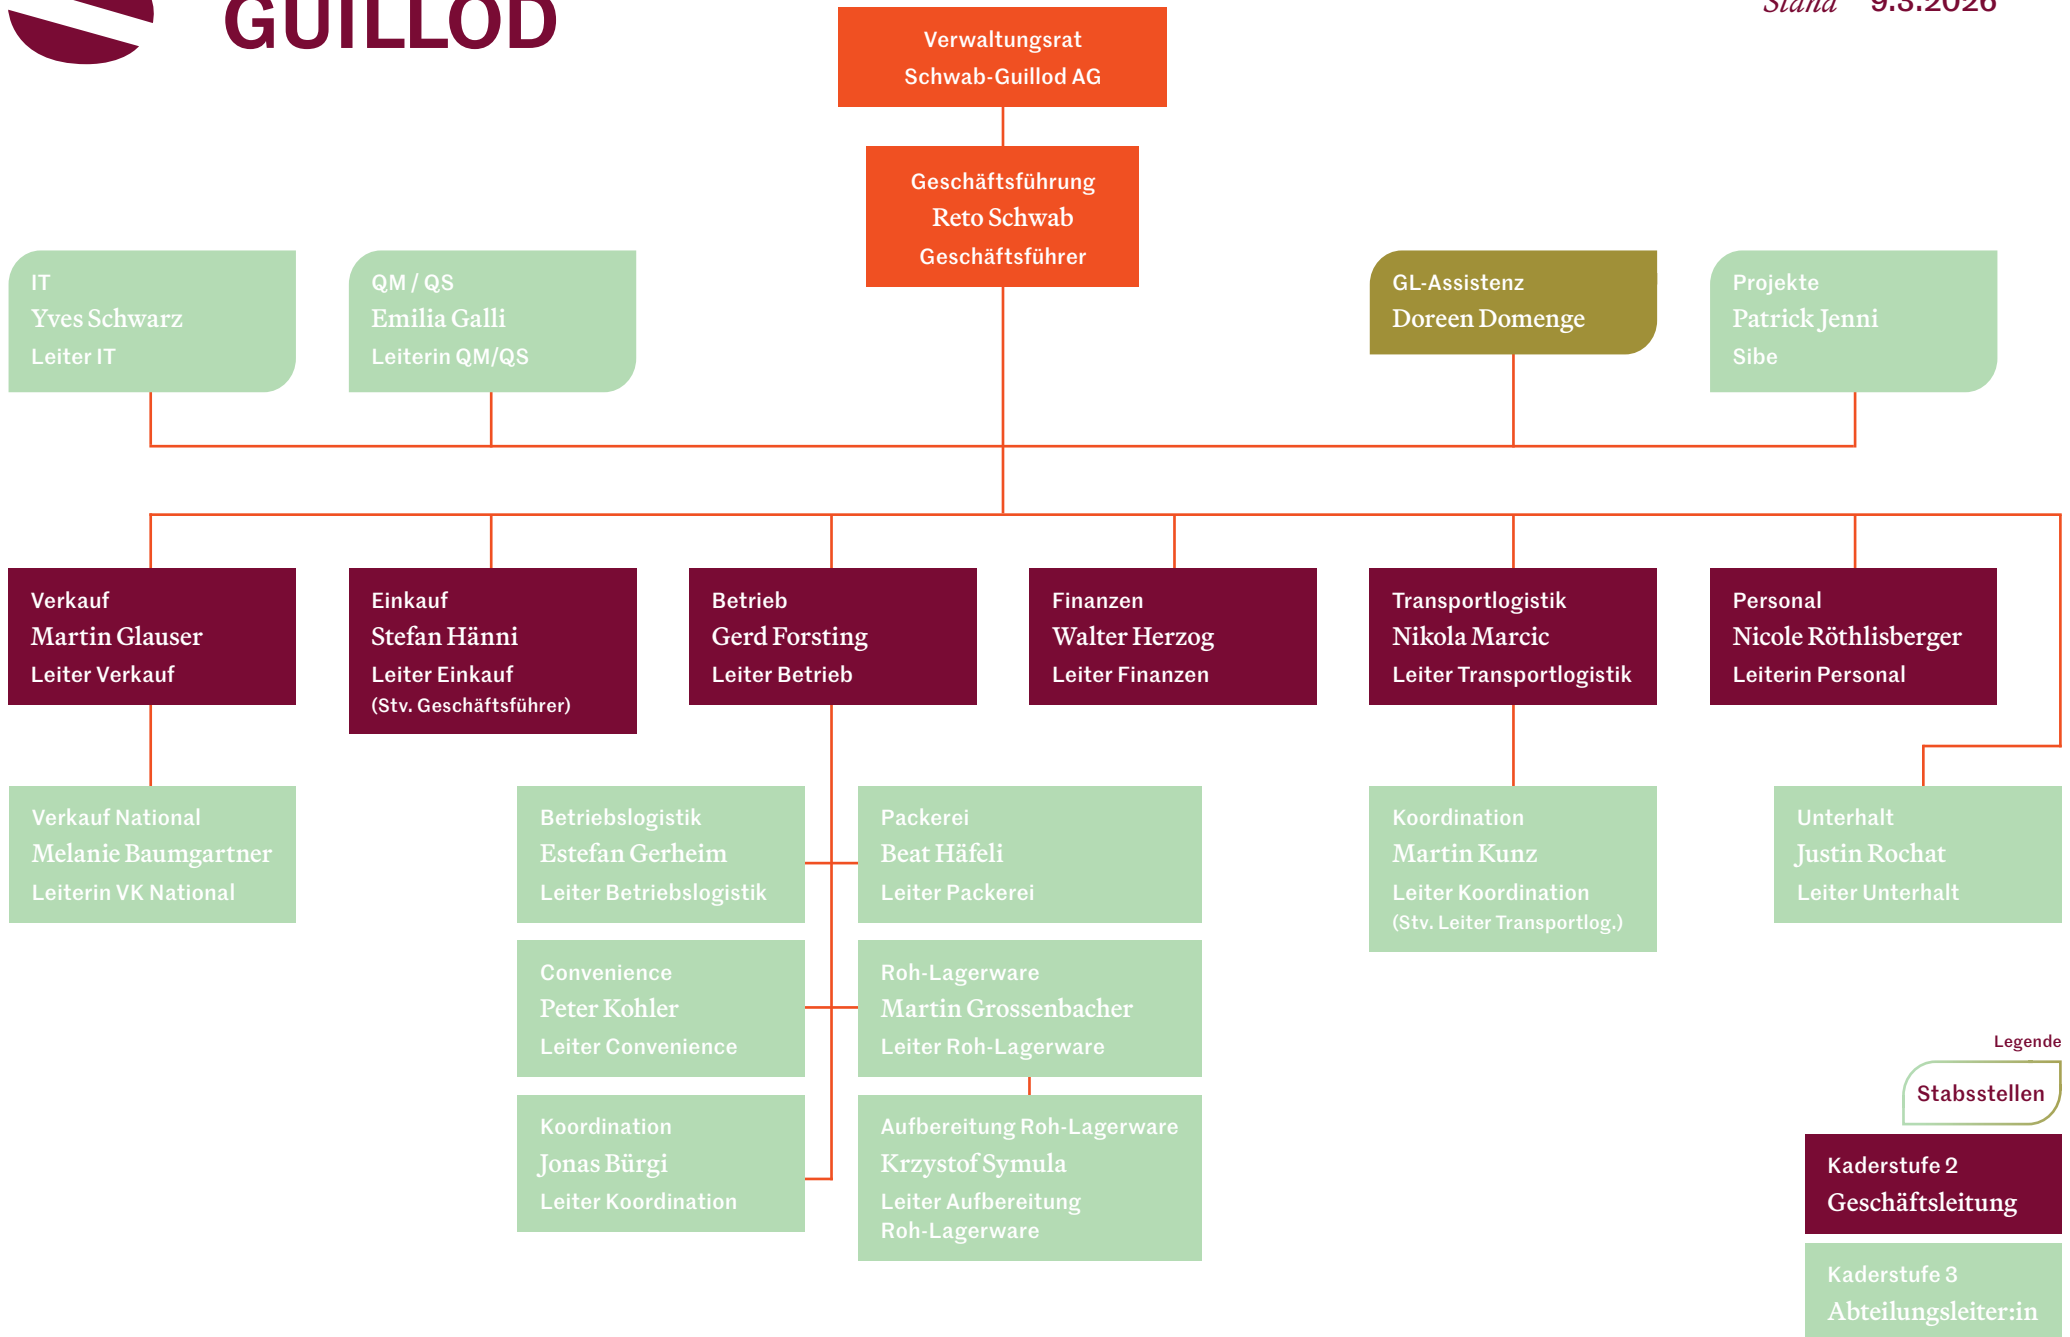 GUILLOD
Stand 9.3.2026
Verwaltungsrat
Schwab-Guillod AG
Geschäftsführung
Reto Schwab
Geschäftsführer
IT
Yves Schwarz
Leiter IT
QM / QS
Emilia Galli
Leiterin QM/QS
GL-Assistenz
Doreen Domenge
Projekte
Patrick Jenni
Sibe
Verkauf
Martin Glauser
Leiter Verkauf
Einkauf
Stefan Hänni
Leiter Einkauf
(Stv. Geschäftsführer)
Betrieb
Gerd Forsting
Leiter Betrieb
Finanzen
Walter Herzog
Leiter Finanzen
Transportlogistik
Nikola Marcic
Leiter Transportlogistik
Personal
Nicole Röthlisberger
Leiterin Personal
Verkauf National
Melanie Baumgartner
Leiterin VK National
Betriebslogistik
Estefan Gerheim
Leiter Betriebslogistik
Packerei
Beat Häfeli
Leiter Packerei
Koordination
Martin Kunz
Leiter Koordination
(Stv. Leiter Transportlog.)
Unterhalt
Justin Rochat
Leiter Unterhalt
Convenience
Peter Kohler
Leiter Convenience
Roh-Lagerware
Martin Grossenbacher
Leiter Roh-Lagerware
Koordination
Jonas Bürgi
Leiter Koordination
Aufbereitung Roh-Lagerware
Krzystof Symula
Leiter Aufbereitung
Roh-Lagerware
Legende
Stabsstellen
Kaderstufe 2
Geschäftsleitung
Kaderstufe 3
Abteilungsleiter:in